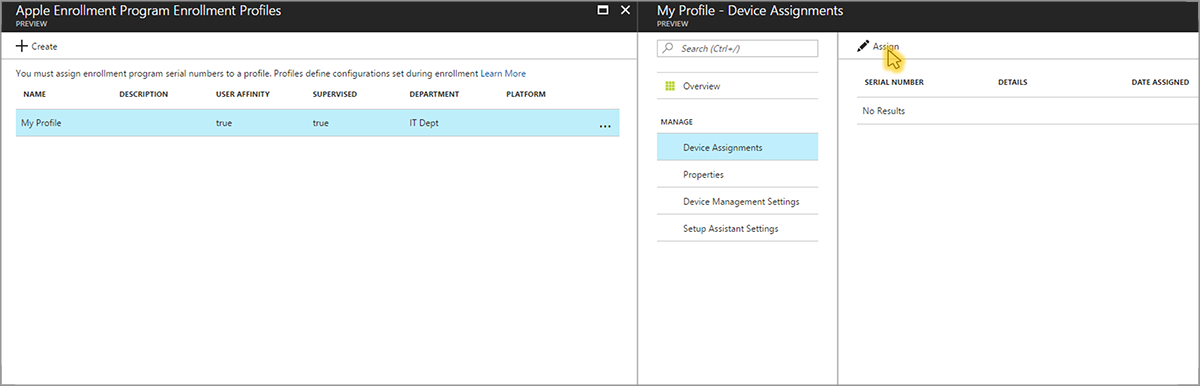 Apple Enrollment Program Enrollment Profiles
PREVIEW
Create
You must assign enrollment program serial numbers to a profile. Profiles define configurations set during enrollment Learn More
NAME DESCRIPTION USER AFFINITY SUPERVISED DEPARTMENT PLATFORM
My Profile true true IT Dept ...
My Profile - Device Assignments
PREVIEW
Search (Ctrl+/)
Overview
MANAGE
Device Assignments
Properties
Device Management Settings
Setup Assistant Settings
Assign
SERIAL NUMBER DETAILS DATE ASSIGNED
No Results